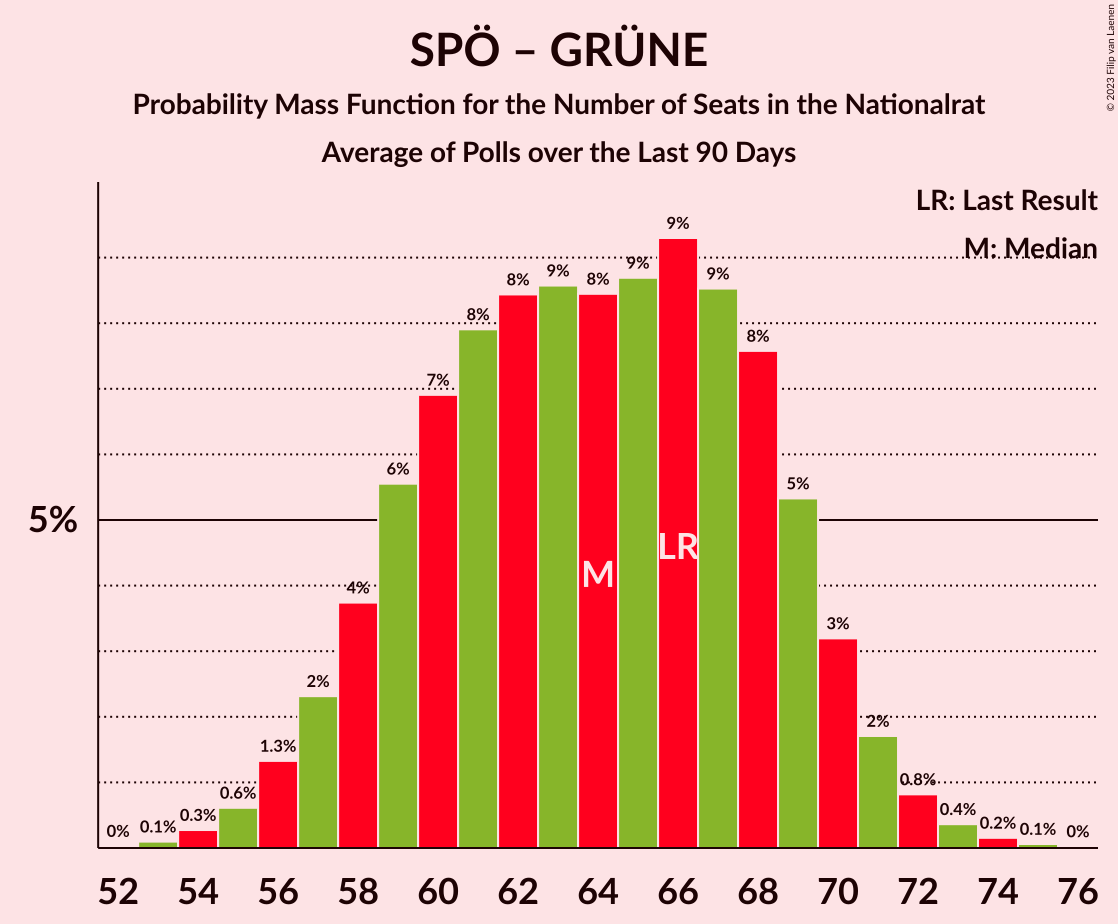 SPÖ – GRÜNE
Probability Mass Function for the Number of Seats in the Nationalrat
Average of Polls over the Last 90 Days
© 2023 Filip van Laenen
LR: Last Result
M: Median
5%
0%
0.1%
0.3%
0.6%
1.3%
2%
4%
6%
7%
8%
8%
9%
8%
9%
9%
9%
8%
5%
3%
2%
0.8%
0.4%
0.2%
0.1%
0%
M
LR
52 54 56 58 60 62 64 66 68 70 72 74 76